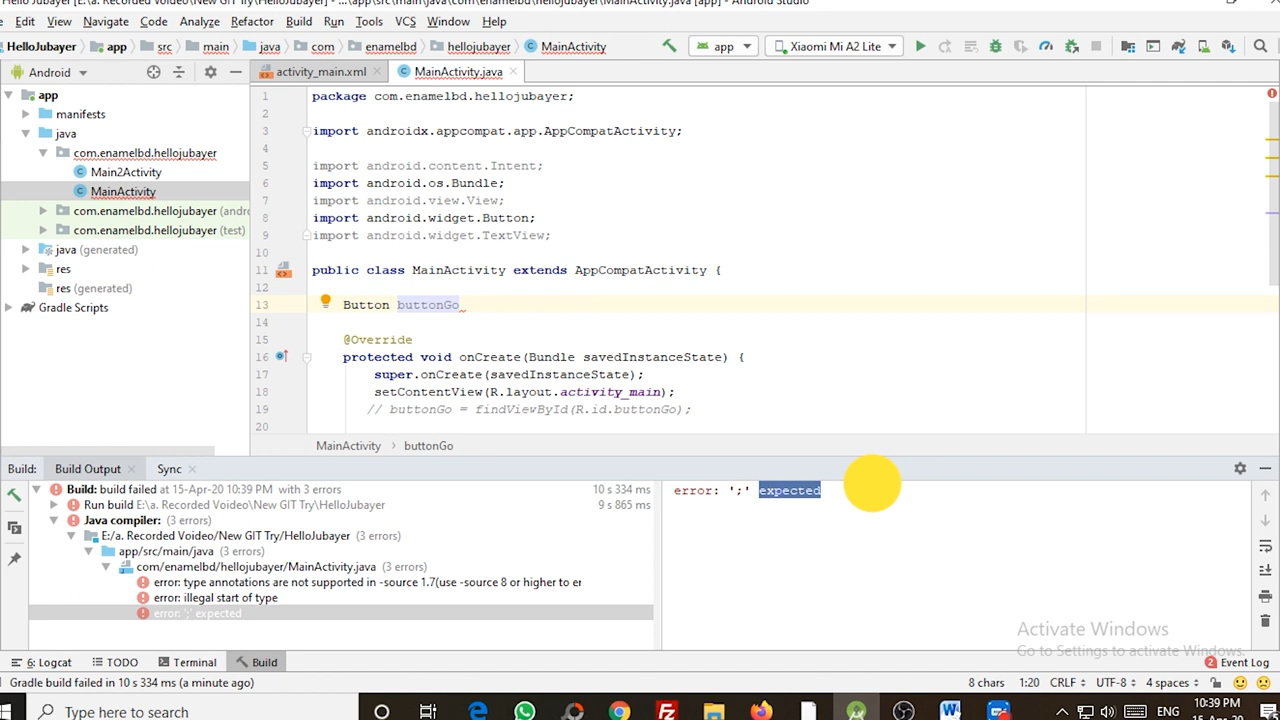 Hello Jubayer [E:\a. Recorded Voideo\New GIT Try\HelloJubayer] - ...\app\src\main\java\com\enamelbd\hellojubayer\MainActivity.java [app] - Android Studio
File Edit View Navigate Code Analyze Refactor Build Run Tools VCS Window Help
HelloJubayer app src main java com enamelbd hellojubayer MainActivity app Xiaomi Mi A2 Lite
Android
activity_main.xml
MainActivity.java
app
manifests
java
com.enamelbd.hellojubayer
Main2Activity
MainActivity
com.enamelbd.hellojubayer (andro
com.enamelbd.hellojubayer (test)
java (generated)
res
res (generated)
Gradle Scripts
1 package com.enamelbd.hellojubayer;
2
3 import androidx.appcompat.app.AppCompatActivity;
4
5 import android.content.Intent;
6 import android.os.Bundle;
7 import android.view.View;
8 import android.widget.Button;
9 import android.widget.TextView;
10
11 public class MainActivity extends AppCompatActivity {
12
13 Button buttonGo
14
15 @Override
16 protected void onCreate(Bundle savedInstanceState) {
17 super.onCreate(savedInstanceState);
18 setContentView(R.layout.activity_main);
19 // buttonGo = findViewById(R.id.buttonGo);
20
MainActivity › buttonGo
Build: Build Output Sync
Build: build failed at 15-Apr-20 10:39 PM with 3 errors 10 s 334 ms
Run build E:\a. Recorded Voideo\New GIT Try\HelloJubayer 9 s 865 ms
Java compiler: (3 errors)
E:/a. Recorded Voideo/New GIT Try/HelloJubayer (3 errors)
app/src/main/java (3 errors)
com/enamelbd/hellojubayer/MainActivity.java (3 errors)
error: type annotations are not supported in -source 1.7(use -source 8 or higher to er
error: illegal start of type
error: ';' expected
error: ';' expected
Activate Windows
Go to Settings to activate Windows.
6: Logcat TODO Terminal Build 2 Event Log
Gradle build failed in 10 s 334 ms (a minute ago) 8 chars 1:20 CRLF UTF-8 4 spaces
Type here to search
ENG
10:39 PM